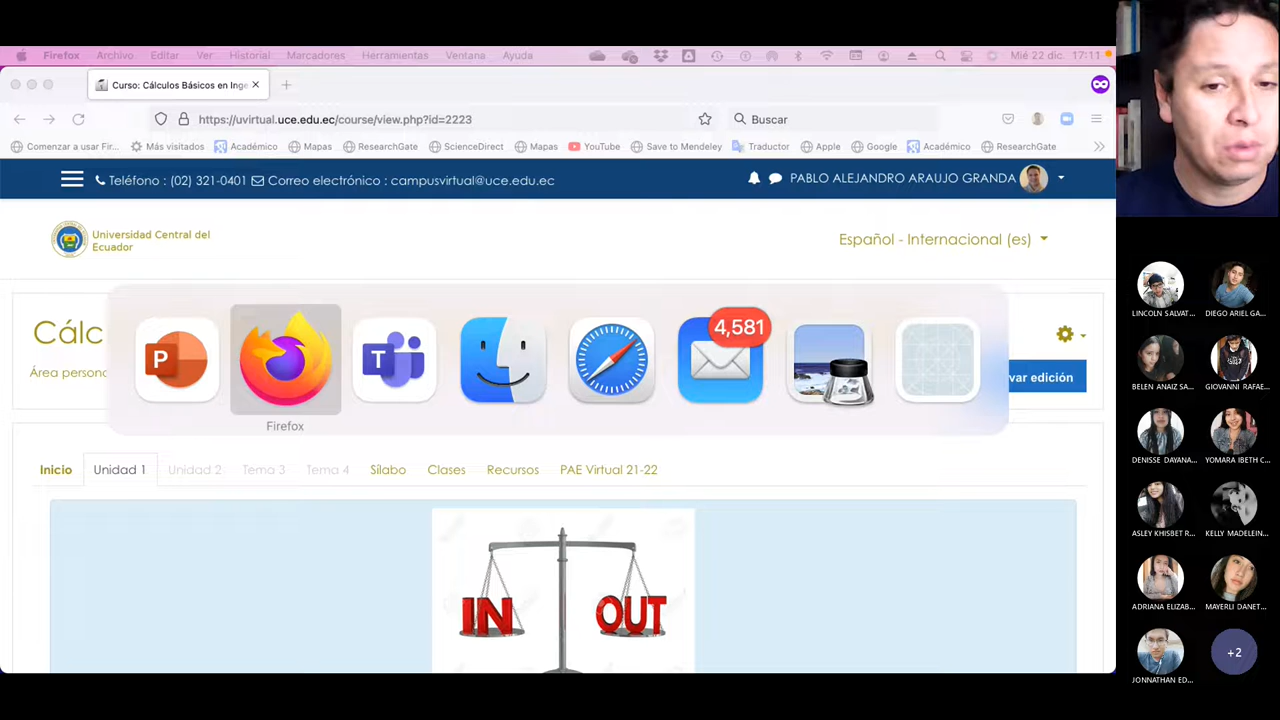 Firefox Archivo Editar Ver Historial Marcadores Herramientas Ventana Ayuda Mié 22 dic. 17:11
Curso: Cálculos Básicos en Inge
https://uvirtual.uce.edu.ec/course/view.php?id=2223
Buscar
Comenzar a usar Fir... Más visitados Académico Mapas ResearchGate ScienceDirect Mapas YouTube Save to Mendeley Traductor Apple Google Académico ResearchGate
Teléfono : (02) 321-0401 Correo electrónico : campusvirtual@uce.edu.ec
PABLO ALEJANDRO ARAUJO GRANDA
Universidad Central del
Ecuador
Español - Internacional (es)
Cálc
Área persona
var edición
P
T
4,581
Firefox
Inicio Unidad 1 Unidad 2 Tema 3 Tema 4 Sílabo Clases Recursos PAE Virtual 21-22
IN OUT
LINCOLN SALVAT... DIEGO ARIEL GA...
BELEN ANAIZ SA... GIOVANNI RAFAE...
DENISSE DAYANA... YOMARA IBETH C...
ASLEY KHISBET R... KELLY MADELEIN...
ADRIANA ELIZAB... MAYERLI DANET...
JONNATHAN ED... +2